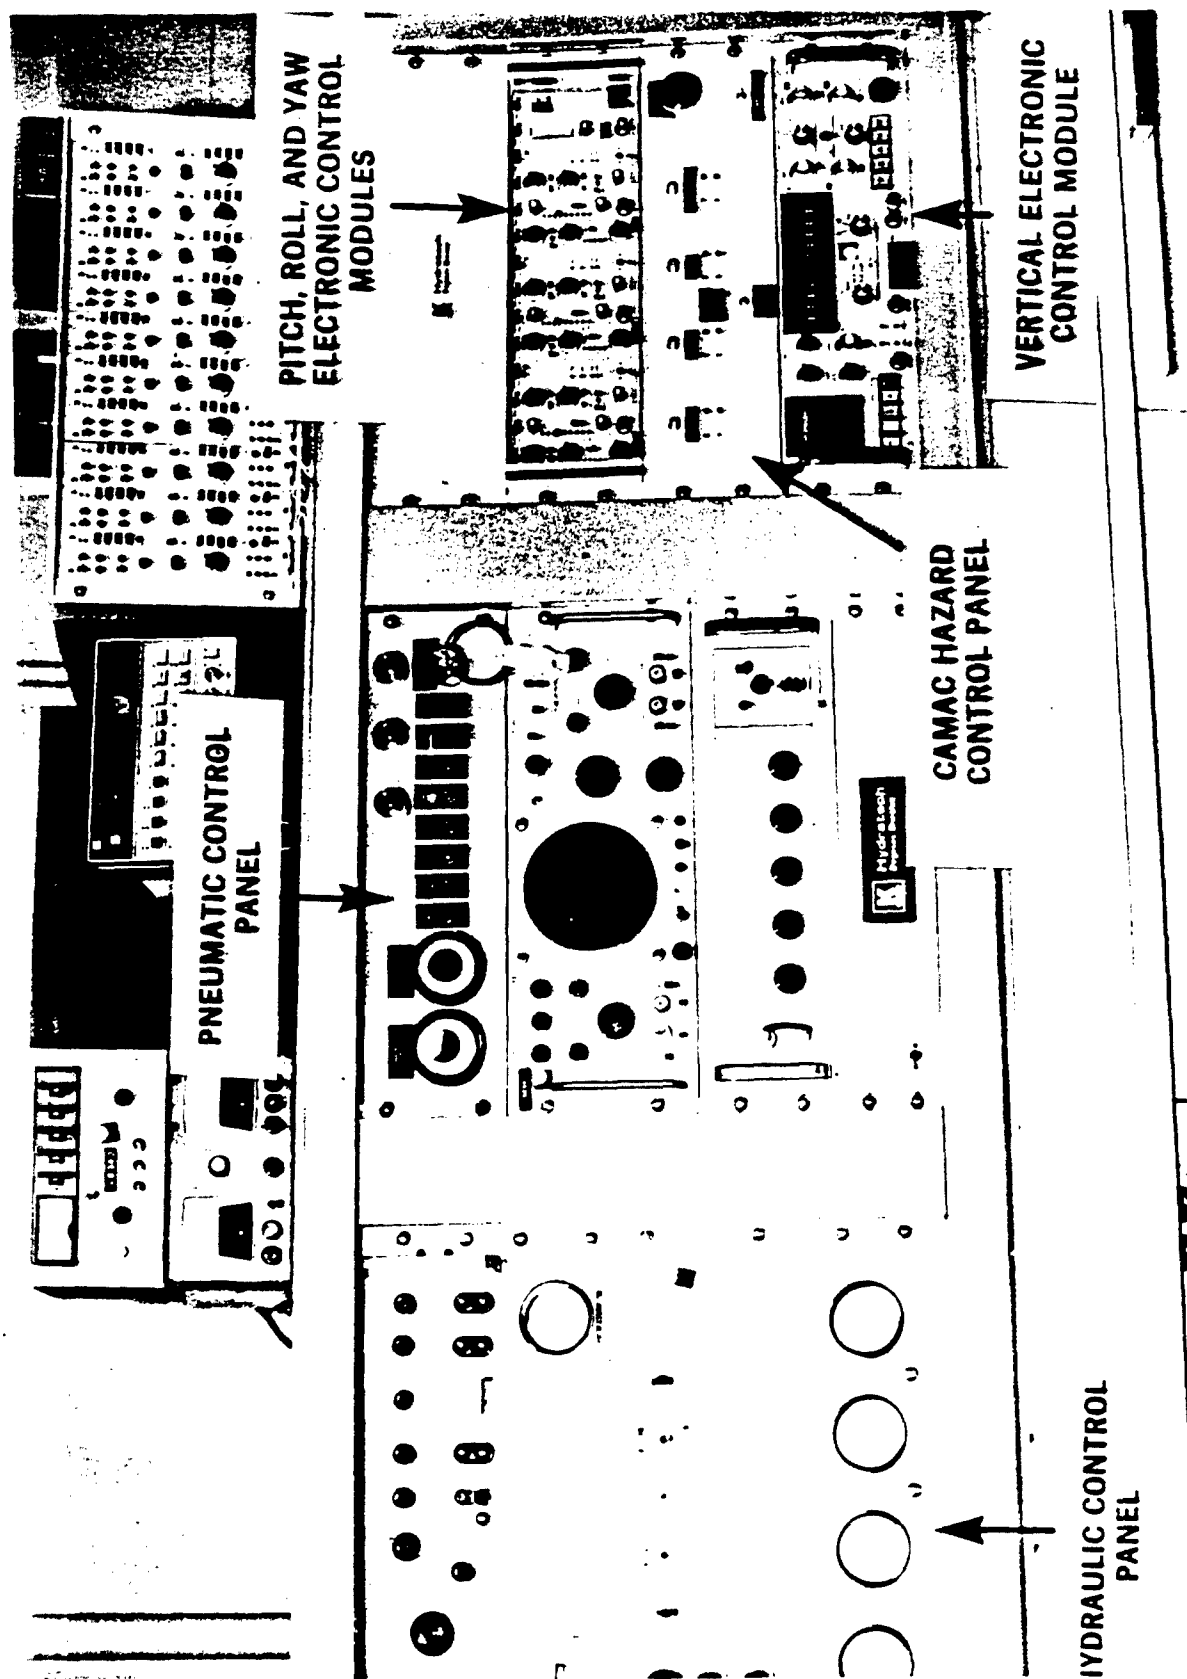 PITCH, ROLL, AND YAW
ELECTRONIC CONTROL
MODULES
VERTICAL ELECTRONIC
CONTROL MODULE
PNEUMATIC CONTROL
PANEL
CAMAC HAZARD
CONTROL PANEL
K Hydratech
HYDRAULIC CONTROL
PANEL